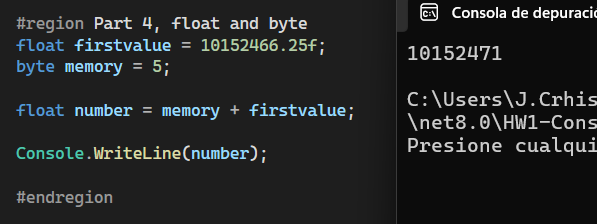 #region Part 4, float and byte
float firstvalue = 10152466.25f;
byte memory = 5;
float number = memory + firstvalue;
Console.WriteLine(number);
#endregion
Consola de depuraci
10152471
C:\Users\J.Crhis
\net8.0\HW1-Cons
Presione cualqui